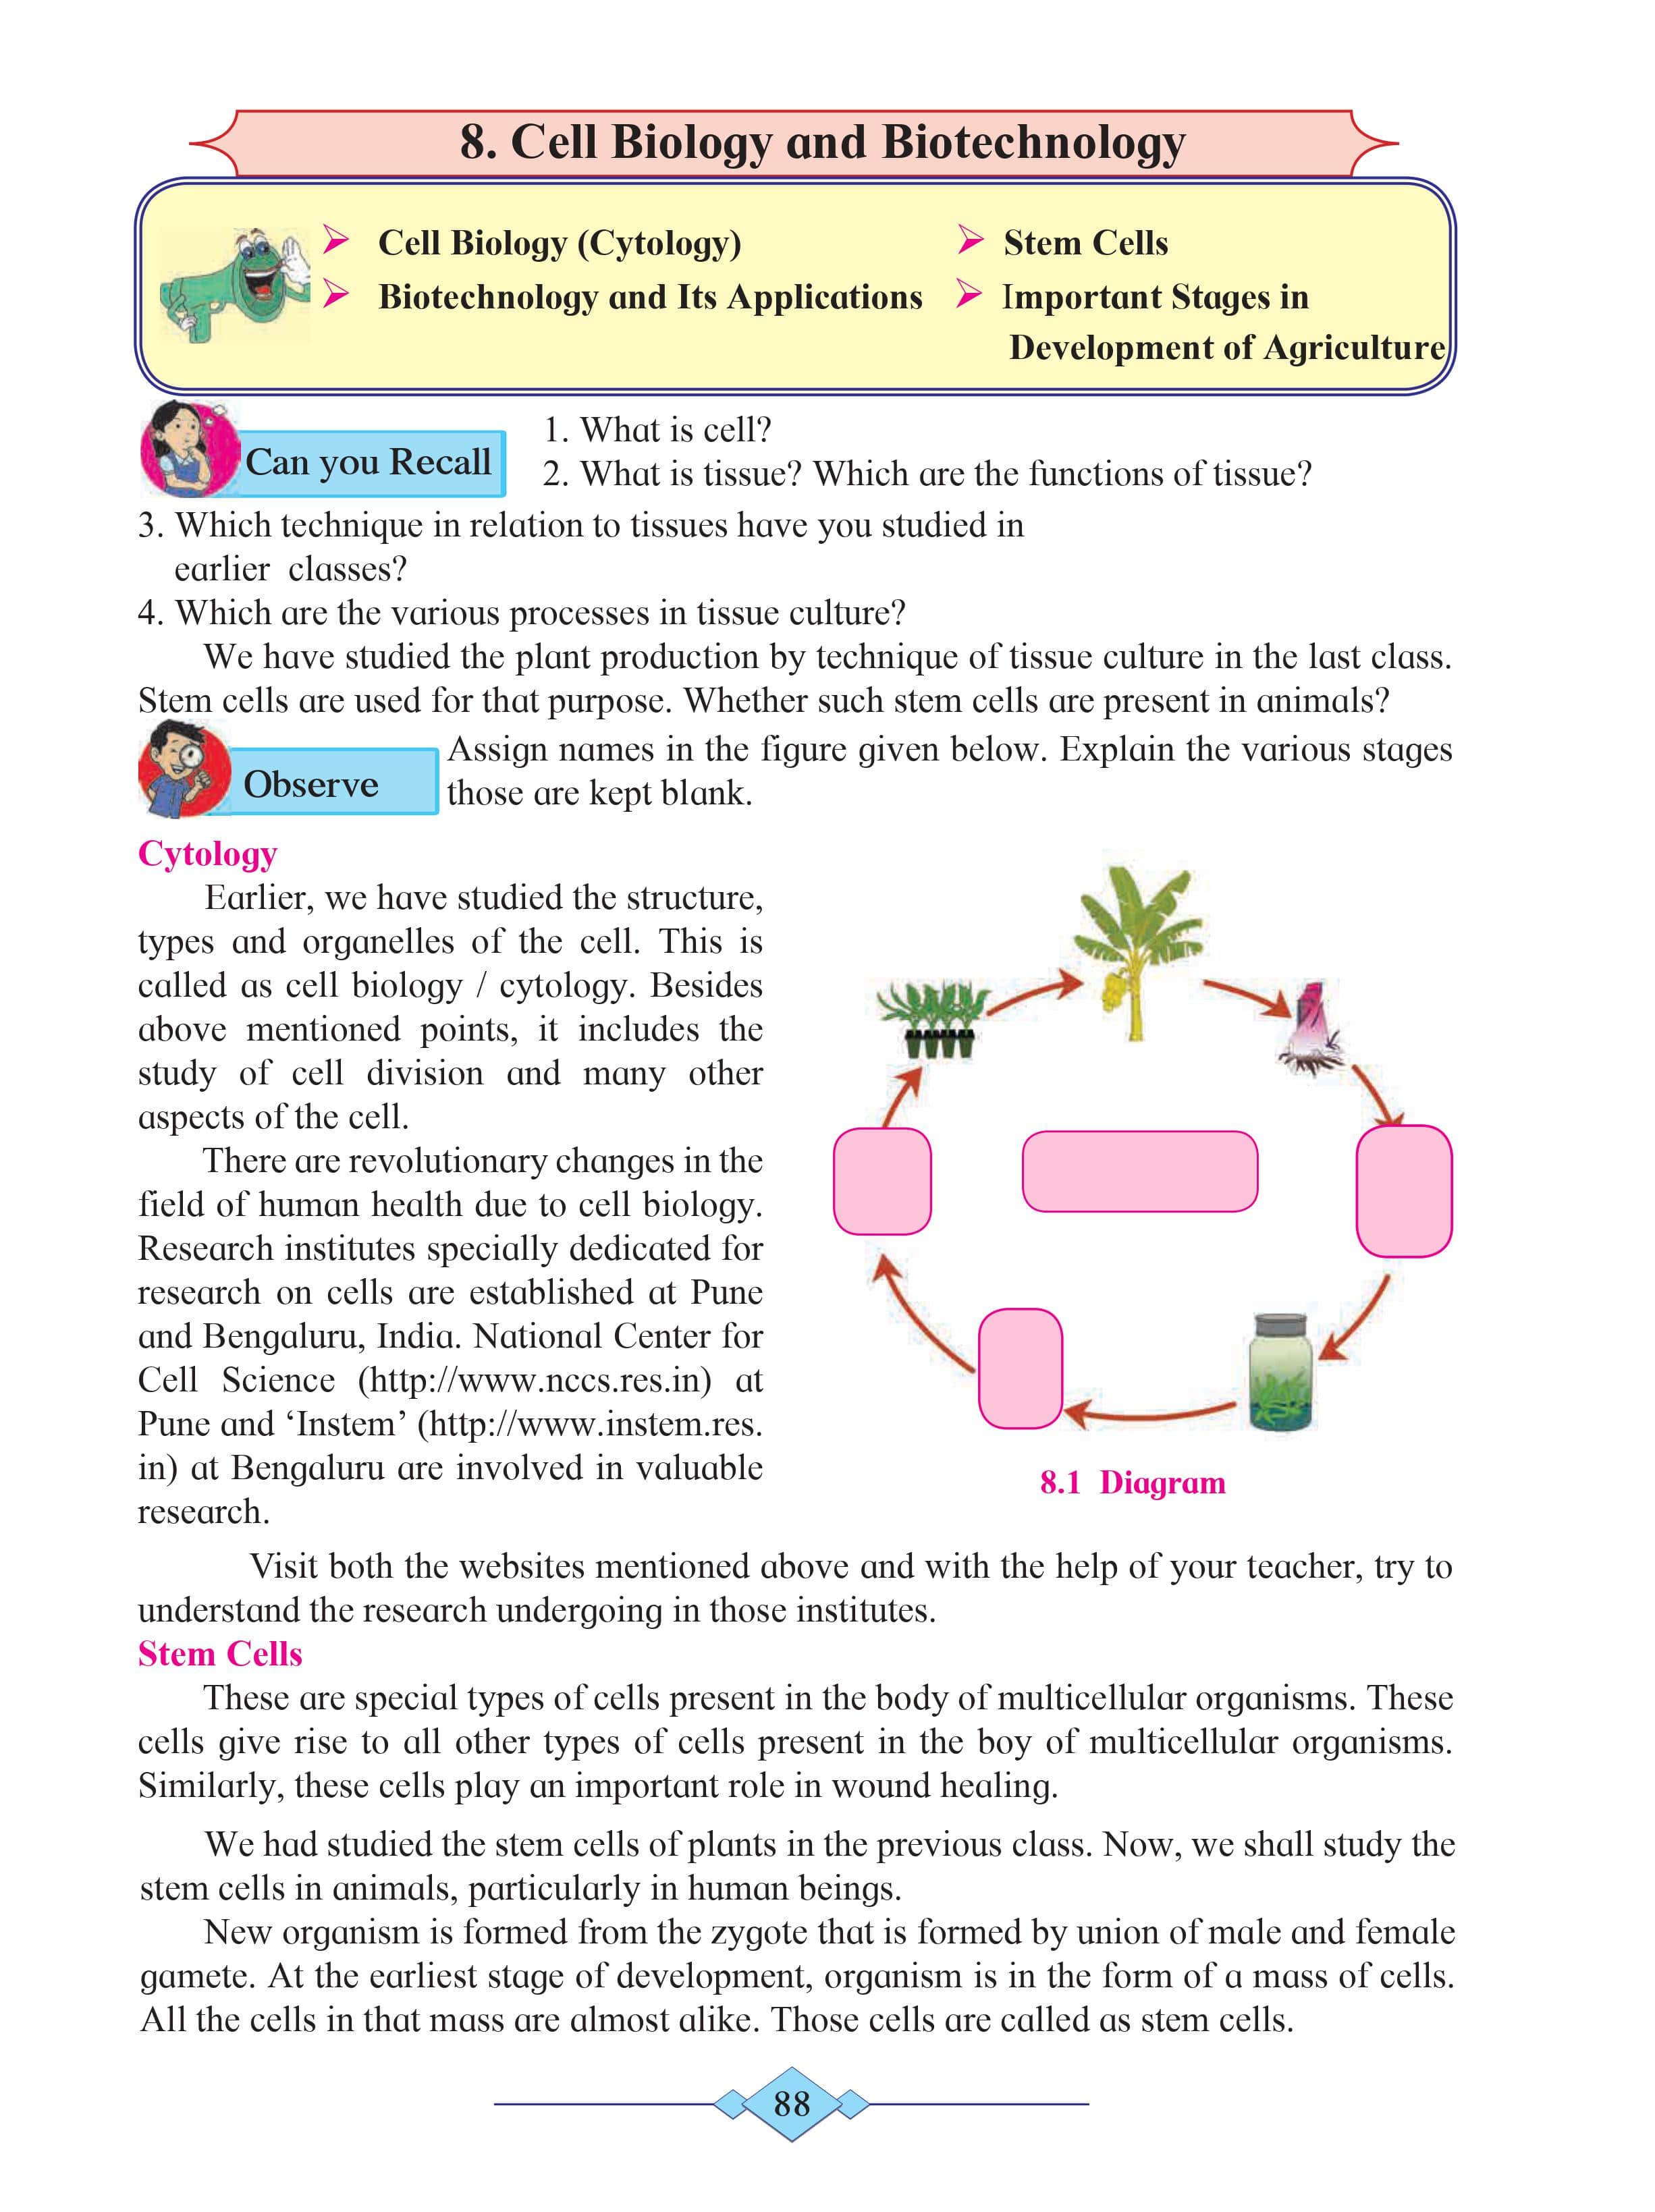 8. Cell Biology and Biotechnology
➢ Cell Biology (Cytology)
➢ Stem Cells
➢ Biotechnology and Its Applications
➢ Important Stages in
Development of Agriculture
Can you Recall
1. What is cell?
2. What is tissue? Which are the functions of tissue?
3. Which technique in relation to tissues have you studied in
earlier classes?
4. Which are the various processes in tissue culture?
We have studied the plant production by technique of tissue culture in the last class.
Stem cells are used for that purpose. Whether such stem cells are present in animals?
Observe
Assign names in the figure given below. Explain the various stages
those are kept blank.
Cytology
Earlier, we have studied the structure,
types and organelles of the cell. This is
called as cell biology / cytology. Besides
above mentioned points, it includes the
study of cell division and many other
aspects of the cell.
There are revolutionary changes in the
field of human health due to cell biology.
Research institutes specially dedicated for
research on cells are established at Pune
and Bengaluru, India. National Center for
Cell Science (http://www.nccs.res.in) at
Pune and ‘Instem’ (http://www.instem.res.
in) at Bengaluru are involved in valuable
research.
8.1 Diagram
Visit both the websites mentioned above and with the help of your teacher, try to
understand the research undergoing in those institutes.
Stem Cells
These are special types of cells present in the body of multicellular organisms. These
cells give rise to all other types of cells present in the boy of multicellular organisms.
Similarly, these cells play an important role in wound healing.
We had studied the stem cells of plants in the previous class. Now, we shall study the
stem cells in animals, particularly in human beings.
New organism is formed from the zygote that is formed by union of male and female
gamete. At the earliest stage of development, organism is in the form of a mass of cells.
All the cells in that mass are almost alike. Those cells are called as stem cells.
88